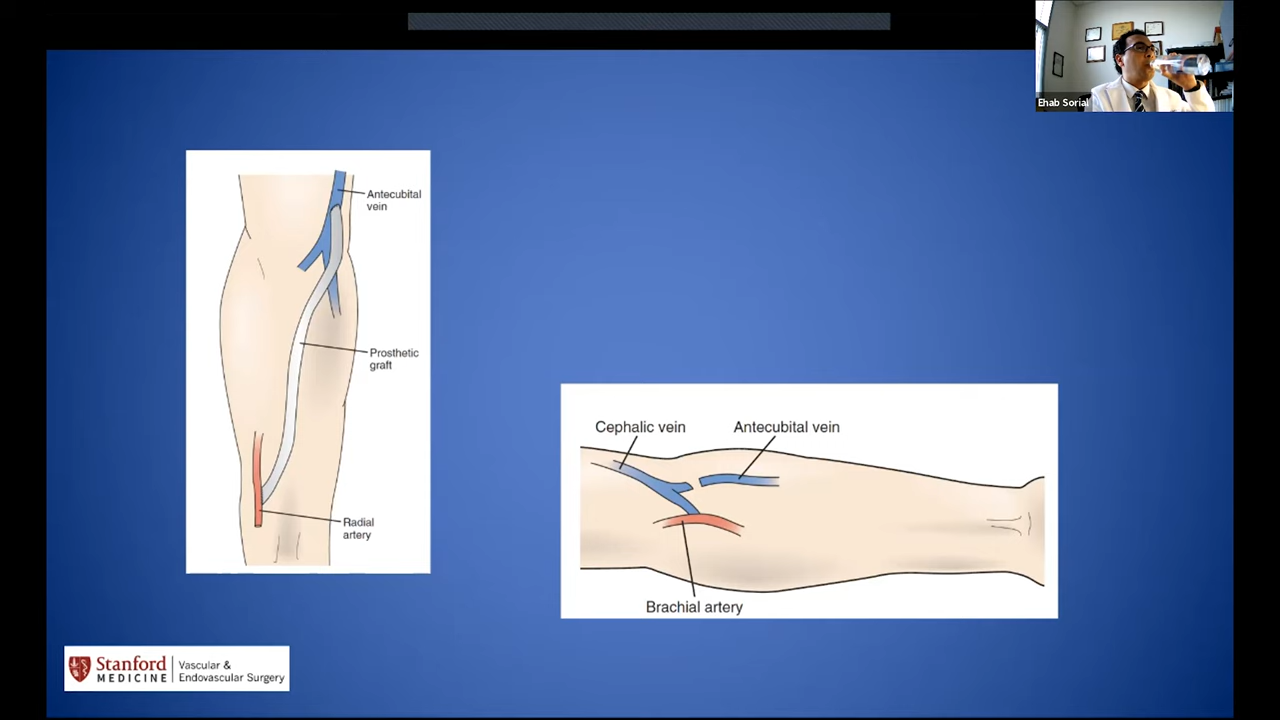 Ehab Sorial
Antecubital
vein
Prosthetic
graft
Radial
artery
Cephalic vein
Antecubital vein
Brachial artery
Stanford
MEDICINE
Vascular &
Endovascular Surgery